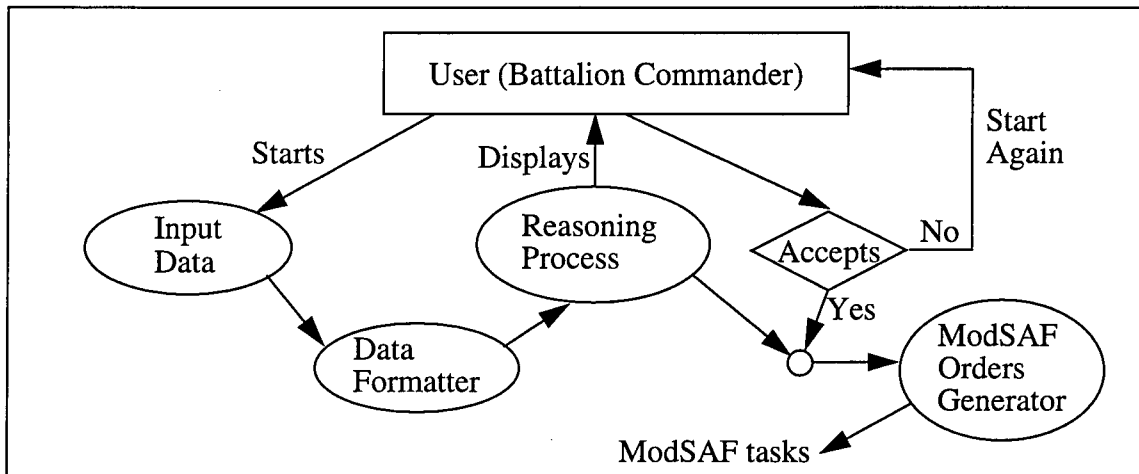 User (Battalion Commander)
Starts
Displays
Start
Again
Input
Data
Reasoning
Process
Accepts
No
Yes
Data
Formatter
ModSAF
Orders
Generator
ModSAF tasks